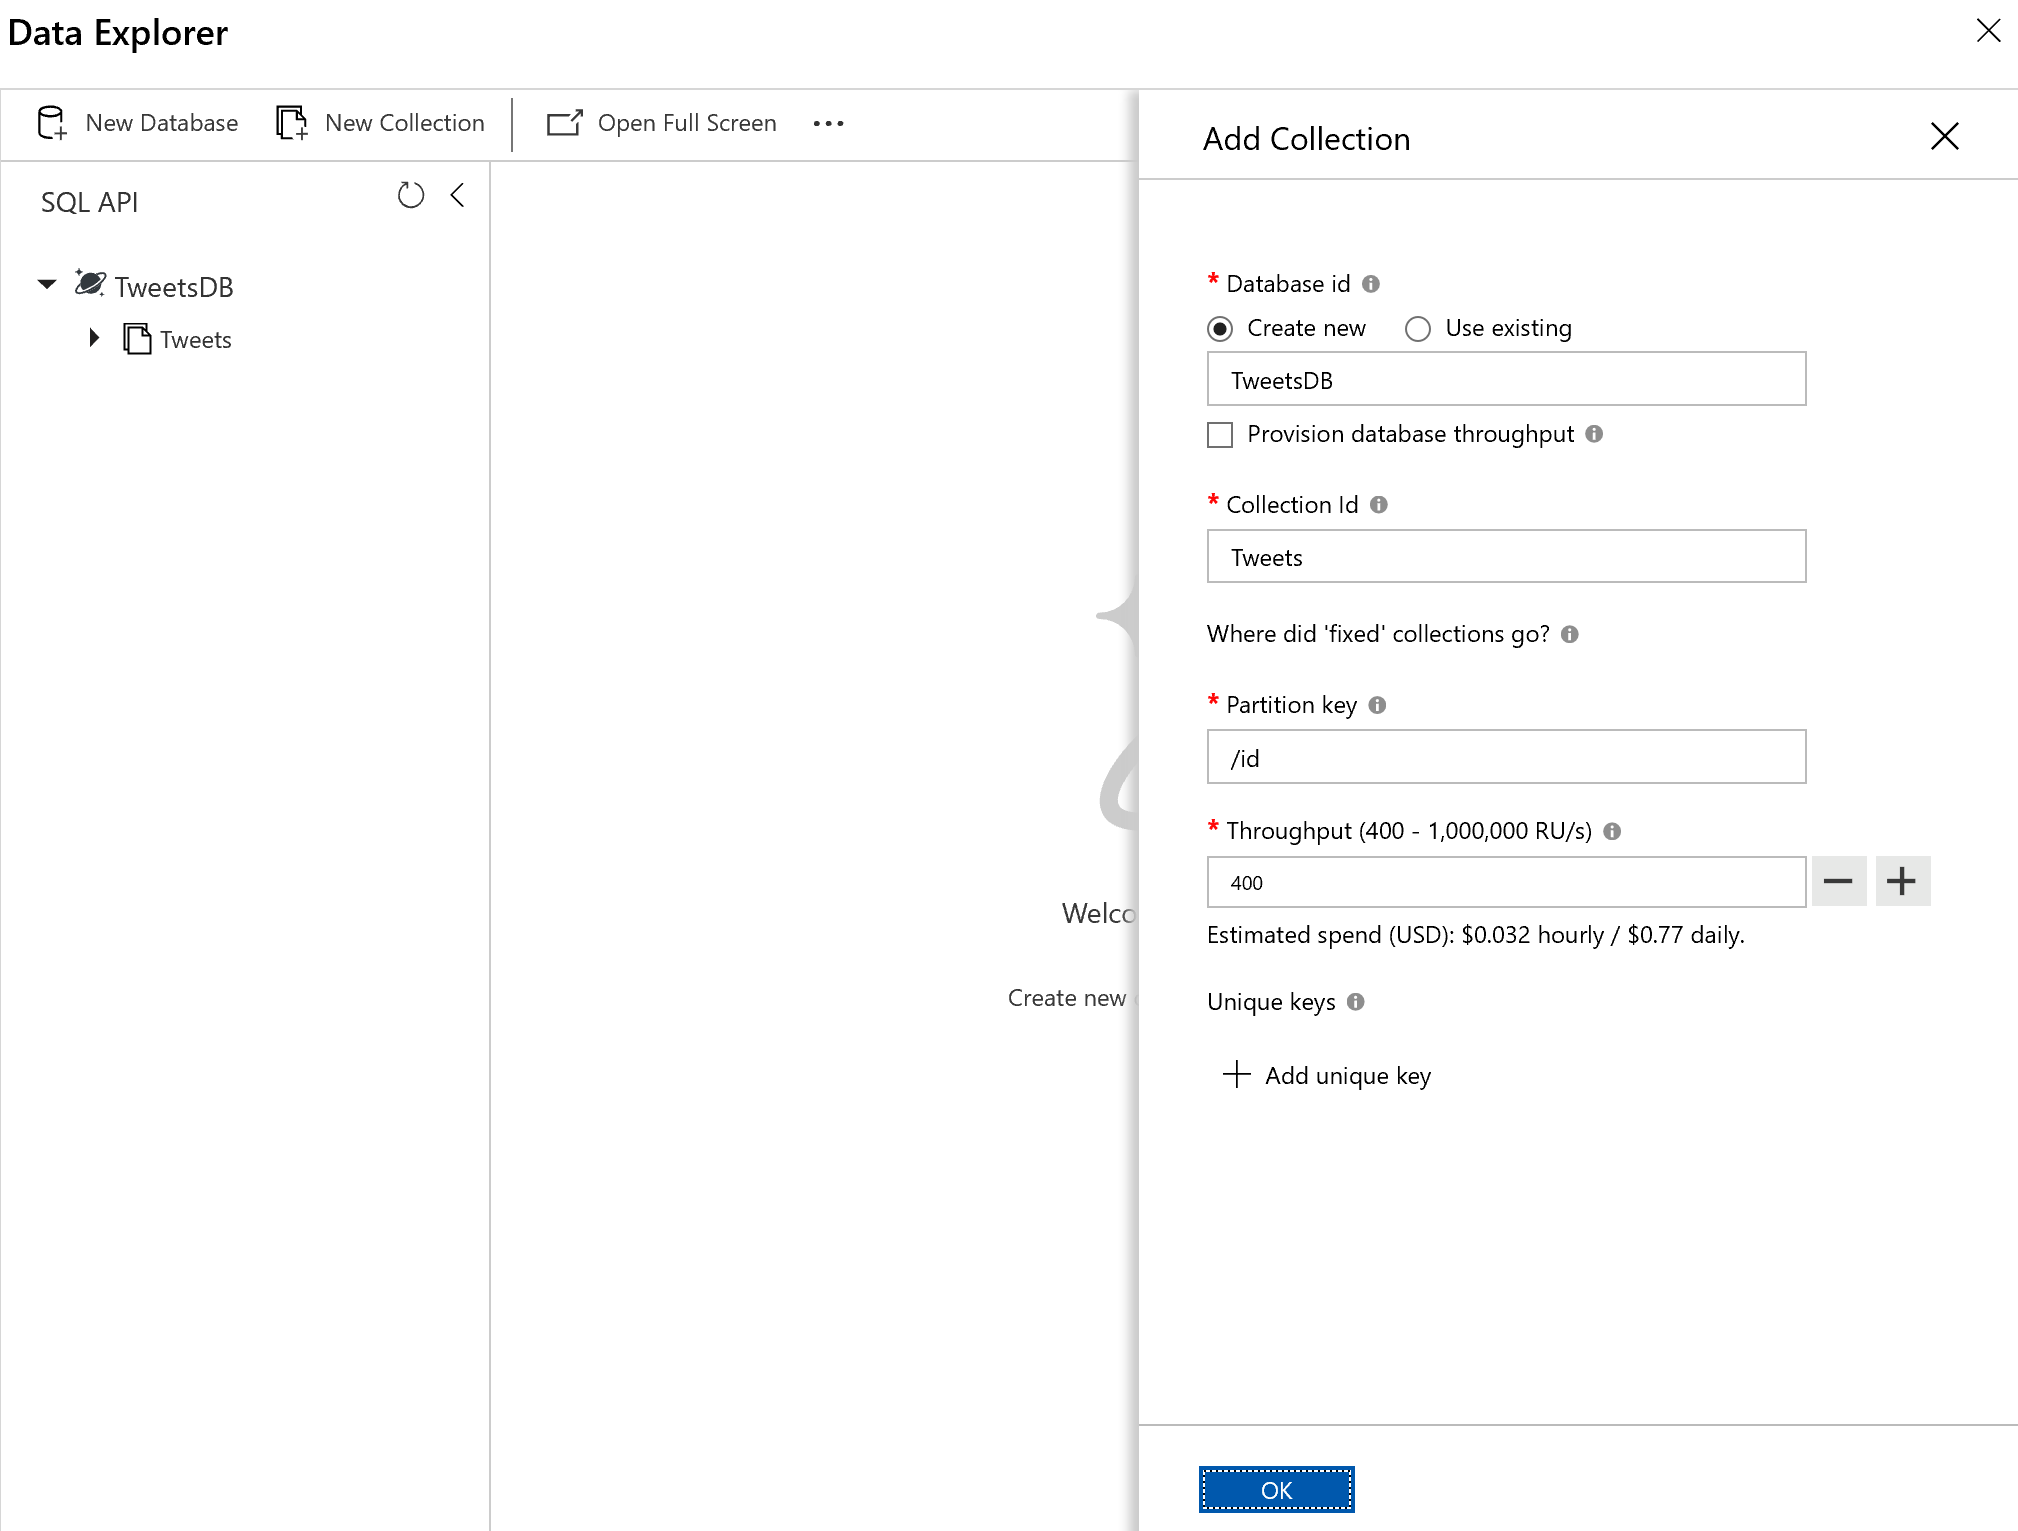 Data Explorer
New Database New Collection Open Full Screen
SQL API
TweetsDB
Tweets
Create new
Add Collection
* Database id
Create new Use existing
TweetsDB
Provision database throughput
* Collection Id
Tweets
Where did 'fixed' collections go?
* Partition key
/id
* Throughput (400 - 1,000,000 RU/s)
400
Estimated spend (USD): $0.032 hourly / $0.77 daily.
Unique keys
Add unique key
OK